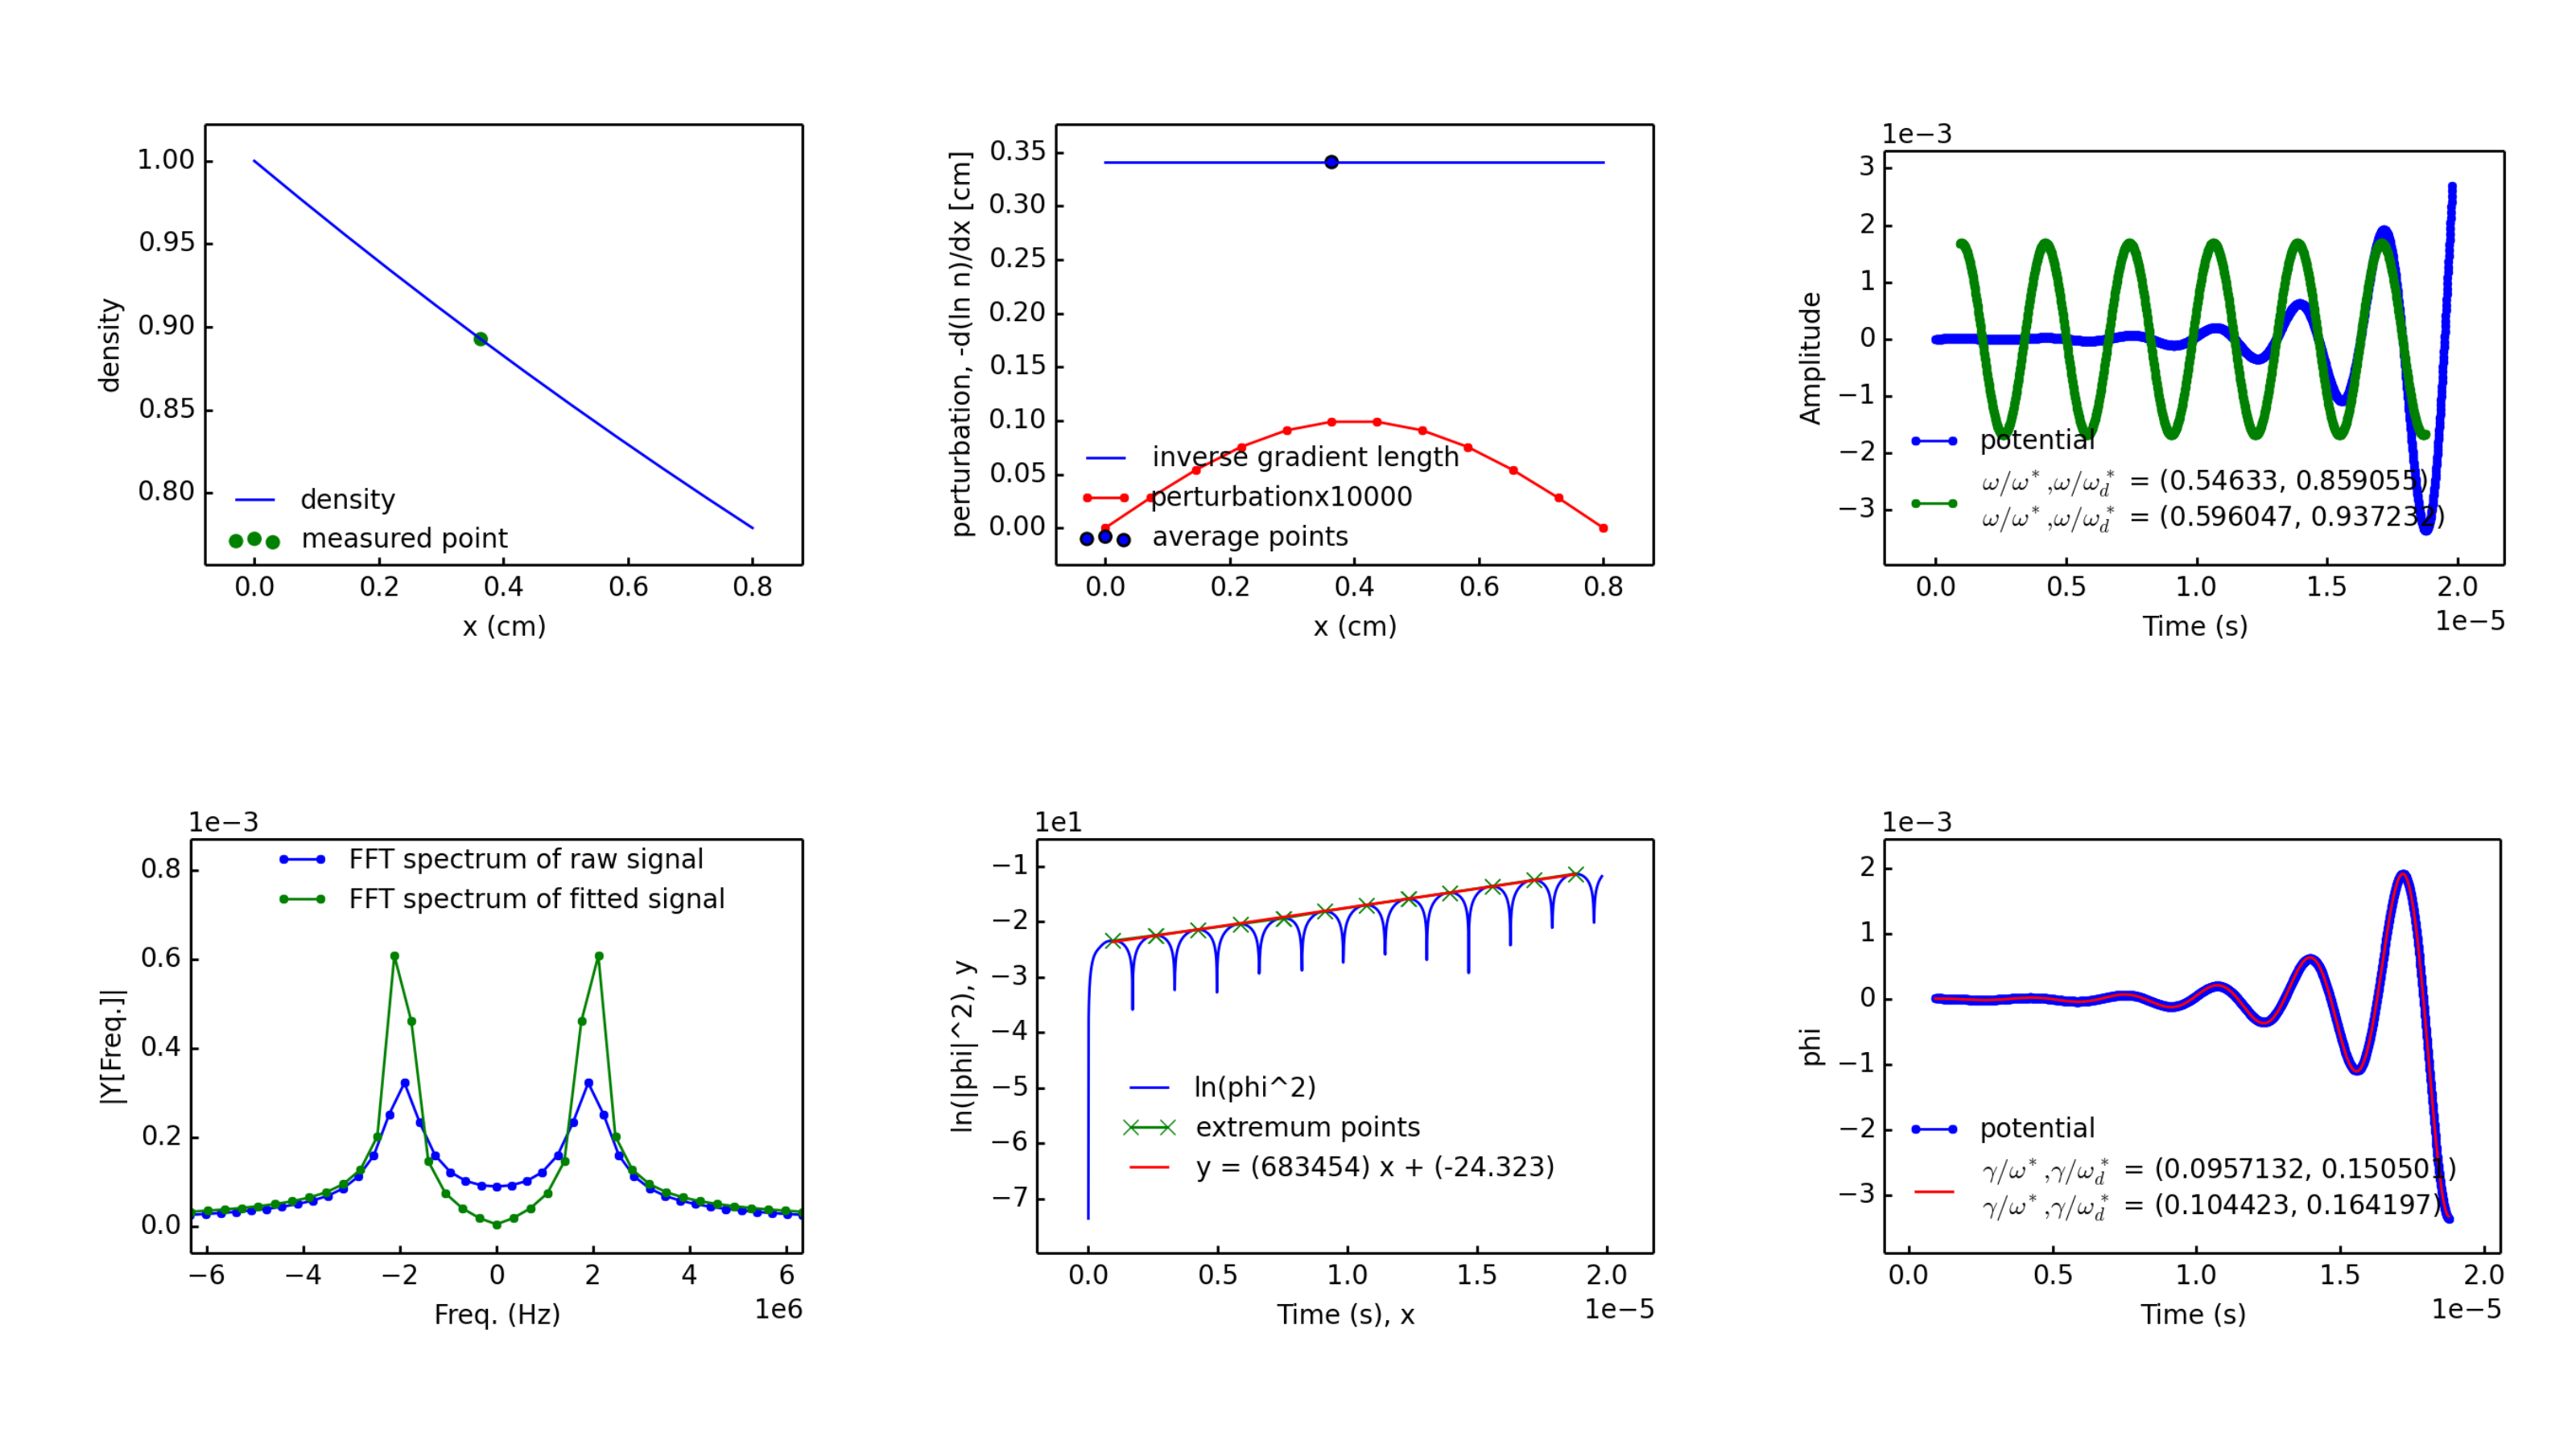 density
1.00
0.95
0.90
0.85
0.80
density
measured point
0.0 0.2 0.4 0.6 0.8
x (cm)
perturbation, -d(ln n)/dx [cm]
0.35
0.30
0.25
0.20
0.15
0.10
0.05
0.00
inverse gradient length
perturbationx10000
average points
0.0 0.2 0.4 0.6 0.8
x (cm)
1e−3
Amplitude
3
2
1
0
−1
−2
−3
potential
ω/ω* ,ω/ω*_d = (0.54633, 0.859055)
ω/ω* ,ω/ω*_d = (0.596047, 0.937232)
0.0 0.5 1.0 1.5 2.0
1e−5
Time (s)
1e−3
|Y[Freq.]|
0.8
0.6
0.4
0.2
0.0
FFT spectrum of raw signal
FFT spectrum of fitted signal
−6 −4 −2 0 2 4 6
1e6
Freq. (Hz)
1e1
ln(|phi|^2), y
−1
−2
−3
−4
−5
−6
−7
ln(phi^2)
extremum points
y = (683454) x + (-24.323)
0.0 0.5 1.0 1.5 2.0
1e−5
Time (s), x
1e−3
phi
2
1
0
−1
−2
−3
potential
γ/ω* ,γ/ω*_d = (0.0957132, 0.150501)
γ/ω* ,γ/ω*_d = (0.104423, 0.164197)
0.0 0.5 1.0 1.5 2.0
1e−5
Time (s)